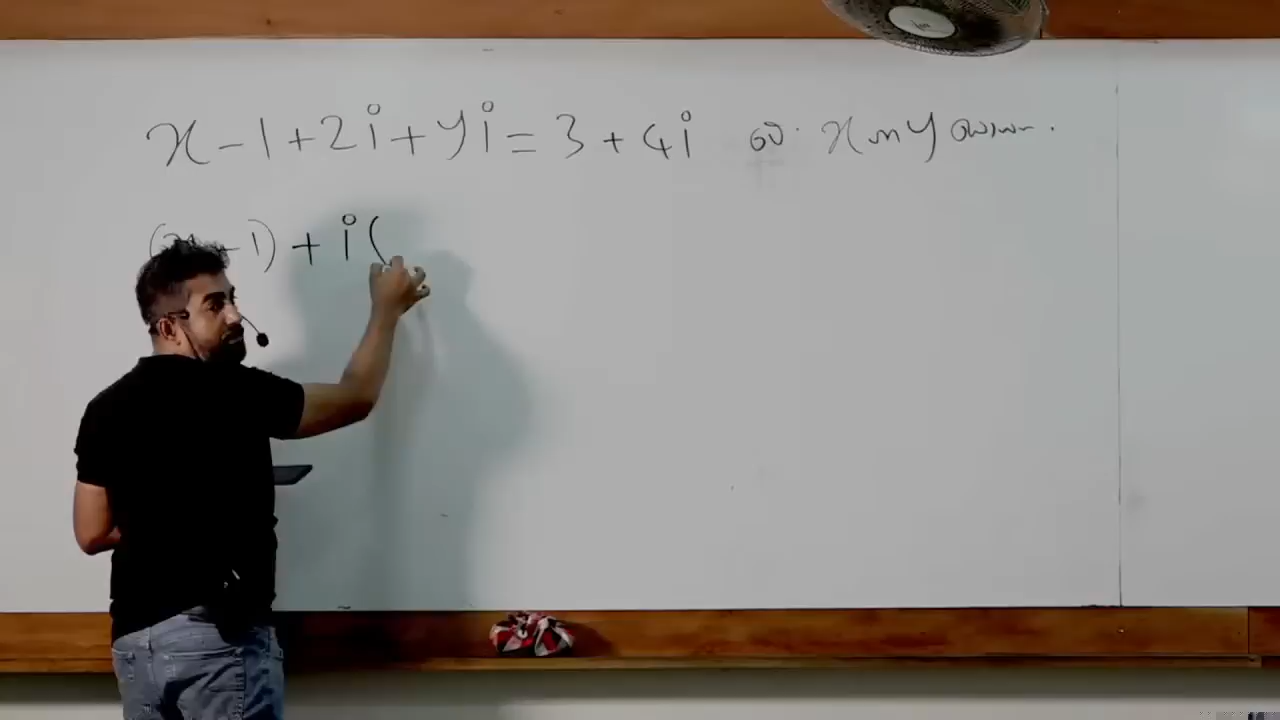 x - 1 + 2i + yi = 3 + 4i x y
(x - 1) + i (